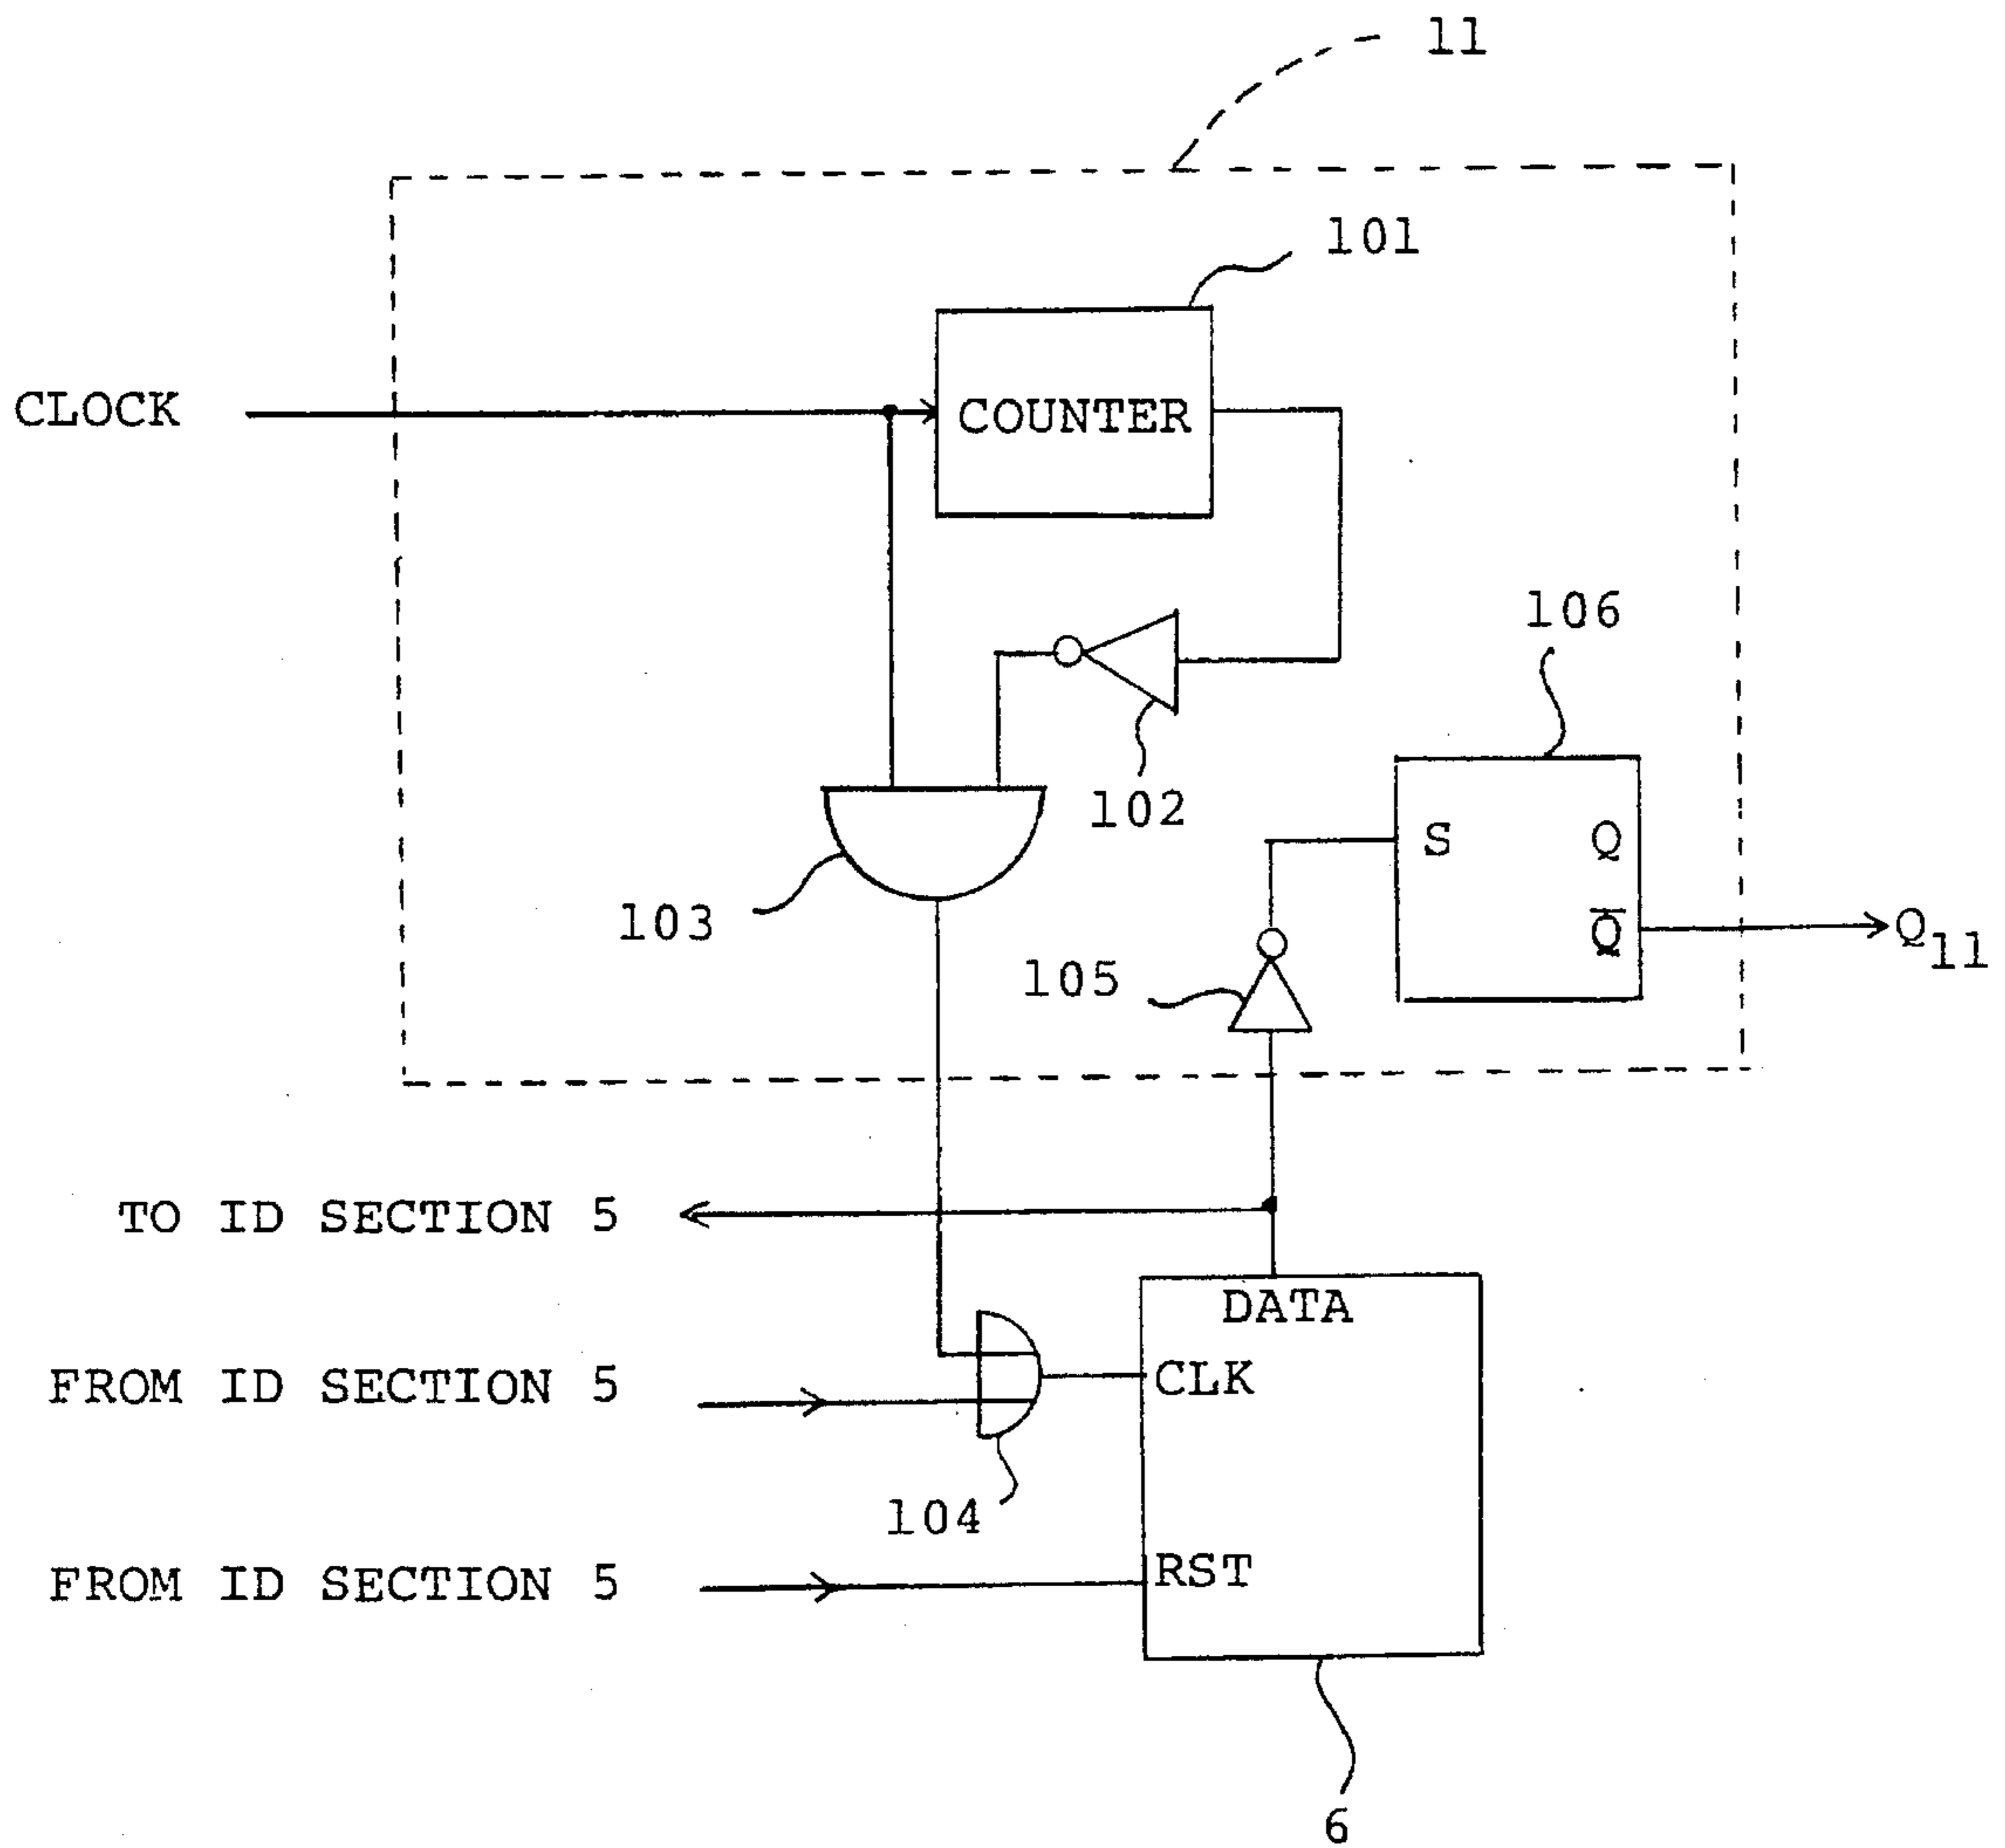 11
101
CLOCK
COUNTER
106
102
S Q
103
Q̅
Q11
105
TO ID SECTION 5
DATA
FROM ID SECTION 5
CLK
104
FROM ID SECTION 5
RST
6